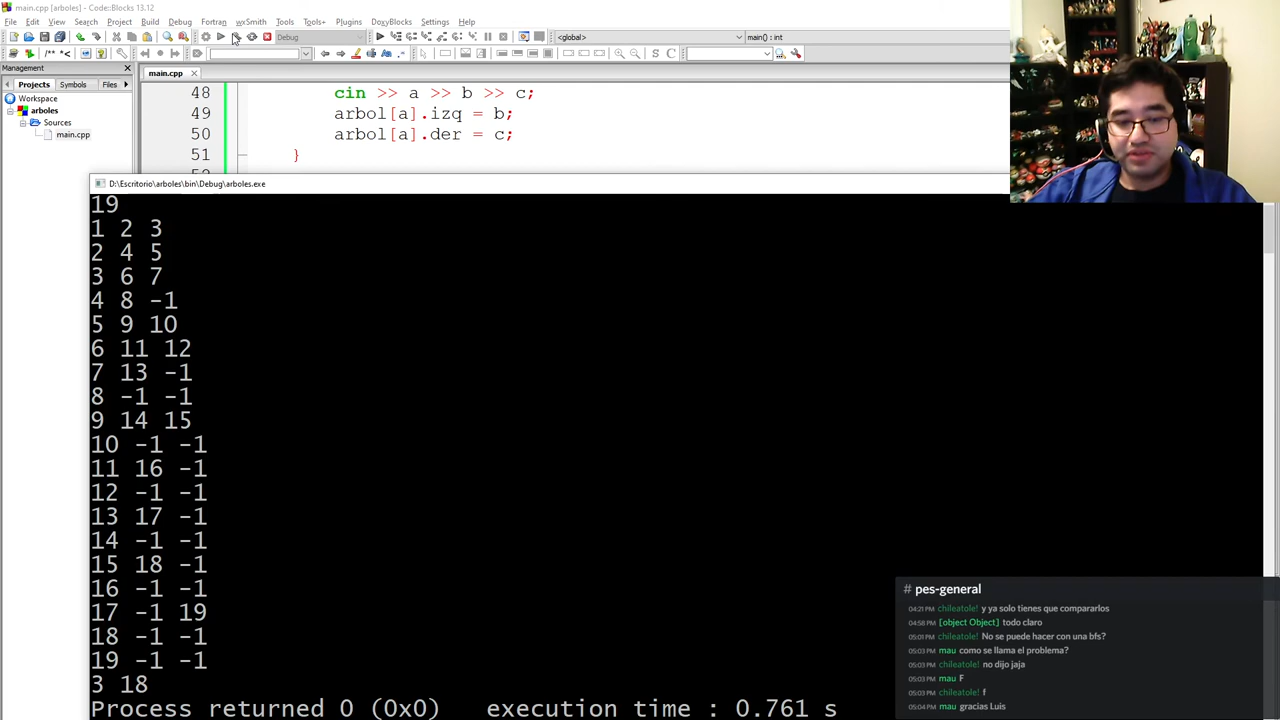 main.cpp [arboles] - Code::Blocks 13.12
File Edit View Search Project Build Debug Fortran wxSmith Tools Tools+ Plugins DoxyBlocks Settings Help
Debug
<global>
main() : int
Management
Projects Symbols Files
Workspace
arboles
Sources
main.cpp
main.cpp
48 cin >> a >> b >> c;
49 arbol[a].izq = b;
50 arbol[a].der = c;
51 }
D:\Escritorio\arboles\bin\Debug\arboles.exe
19
1 2 3
2 4 5
3 6 7
4 8 -1
5 9 10
6 11 12
7 13 -1
8 -1 -1
9 14 15
10 -1 -1
11 16 -1
12 -1 -1
13 17 -1
14 -1 -1
15 18 -1
16 -1 -1
17 -1 19
18 -1 -1
19 -1 -1
3 18
Process returned 0 (0x0)   execution time : 0.761 s
# pes-general
04:21 PM chileatole! y ya solo tienes que compararlos
04:58 PM [object Object] todo claro
05:01 PM chileatole! No se puede hacer con una bfs?
05:03 PM mau como se llama el problema?
05:03 PM chileatole! no dijo jaja
05:03 PM mau F
05:03 PM chileatole! f
05:04 PM mau gracias Luis